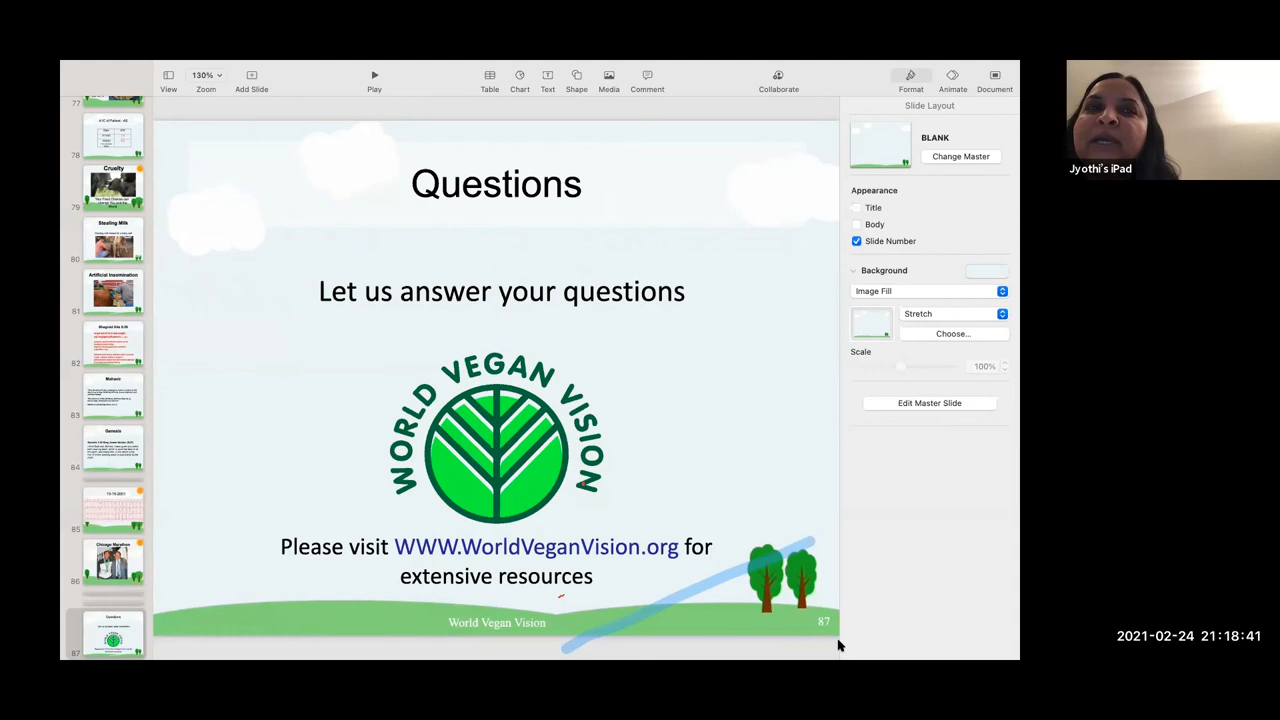 130%
View
Zoom
Add Slide
Play
Table
Chart
Text
Shape
Media
Comment
Collaborate
Format
Animate
Document
77
78
Cruelty
79
Stealing Milk
80
Artificial Insemination
81
82
Mahavir
83
Genesis
84
85
Chicago Marathon
86
Questions
87
Questions
Let us answer your questions
WORLD VEGAN VISION
Please visit WWW.WorldVeganVision.org for
extensive resources
World Vegan Vision
87
Slide Layout
BLANK
Change Master
Appearance
Title
Body
Slide Number
Background
Image Fill
Stretch
Choose...
Scale
100%
Edit Master Slide
Jyothi's iPad
2021-02-24 21:18:41